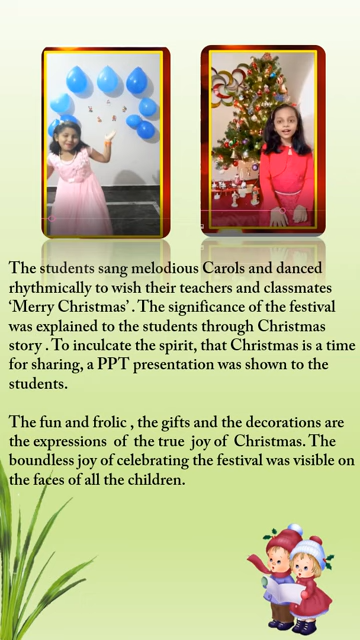 The students sang melodious Carols and danced
rhythmically to wish their teachers and classmates
‘Merry Christmas’ . The significance of the festival
was explained to the students through Christmas
story . To inculcate the spirit, that Christmas is a time
for sharing, a PPT presentation was shown to the
students.
The fun and frolic , the gifts and the decorations are
the expressions of the true joy of Christmas. The
boundless joy of celebrating the festival was visible on
the faces of all the children.